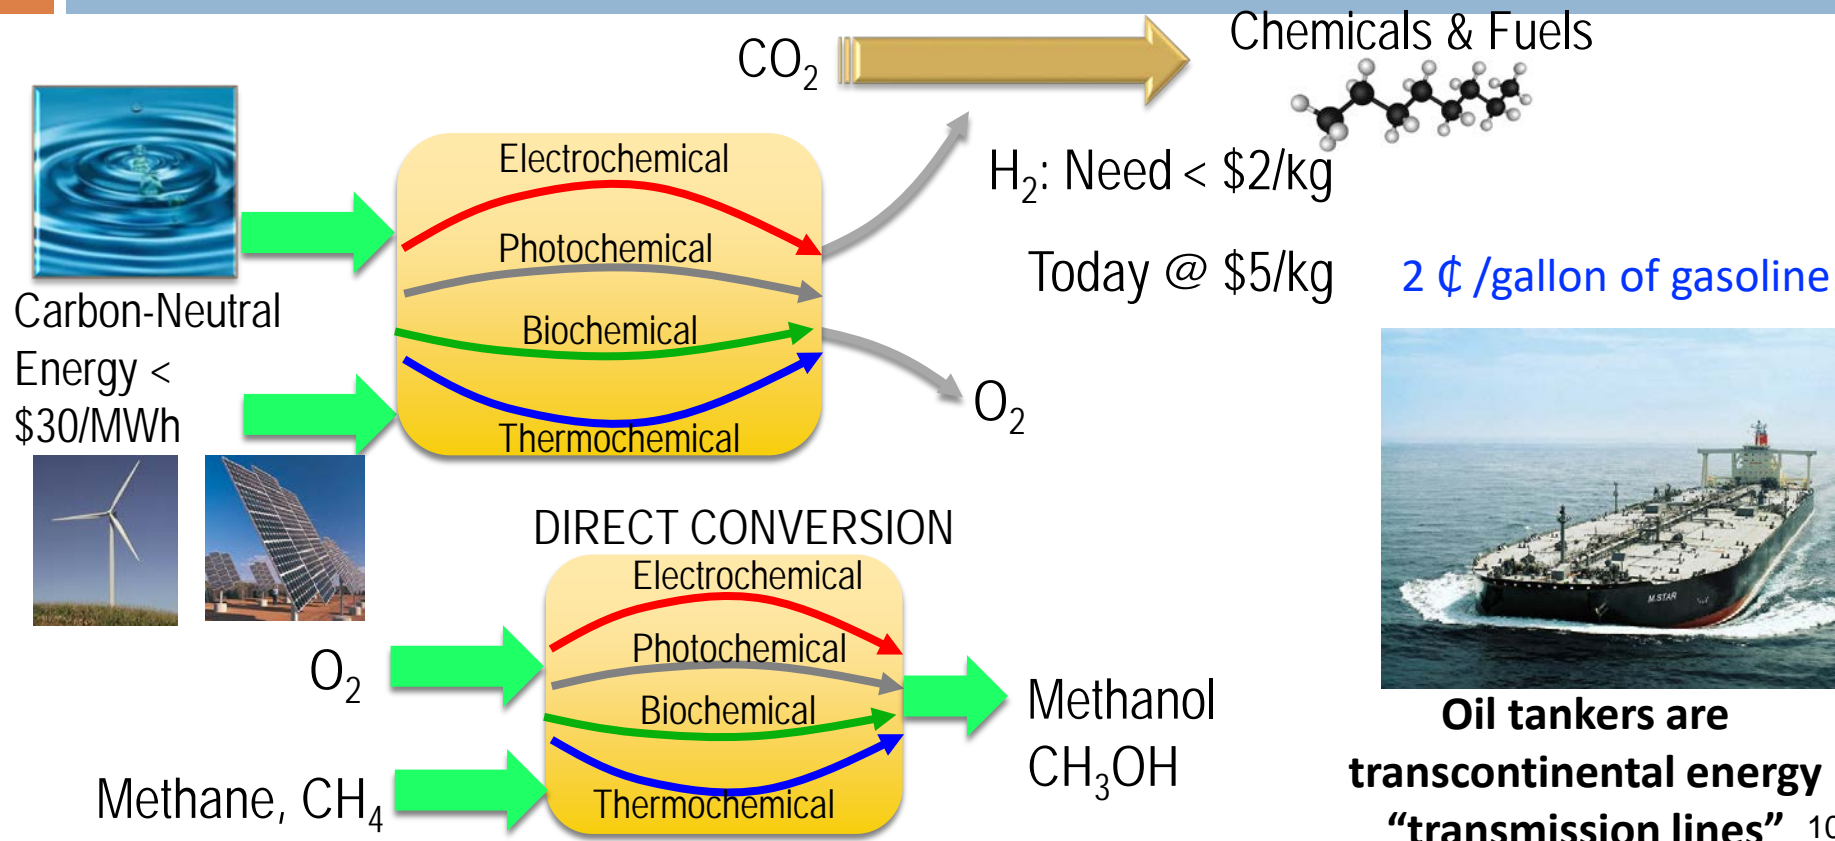 CO₂
Chemicals & Fuels
Electrochemical
Photochemical
Biochemical
Thermochemical
H₂: Need < $2/kg
Today @ $5/kg
2 ₵ /gallon of gasoline
Carbon-Neutral
Energy <
$30/MWh
O₂
DIRECT CONVERSION
Electrochemical
Photochemical
Biochemical
Thermochemical
O₂
Methane, CH₄
Methanol
CH₃OH
M.STAR
Oil tankers are
transcontinental energy
“transmission lines”
10